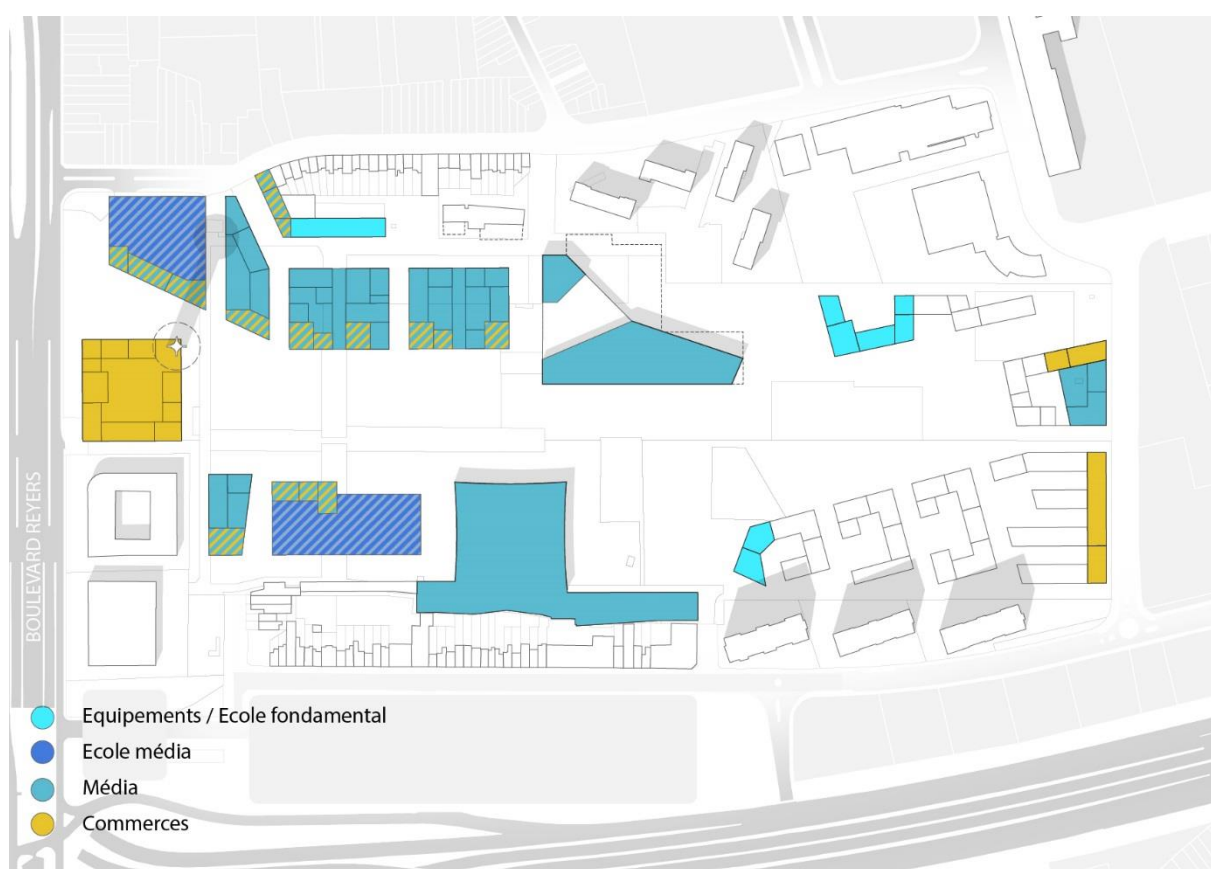 BOULEVARD REYERS
Equipements / Ecole fondamental
Ecole média
Média
Commerces